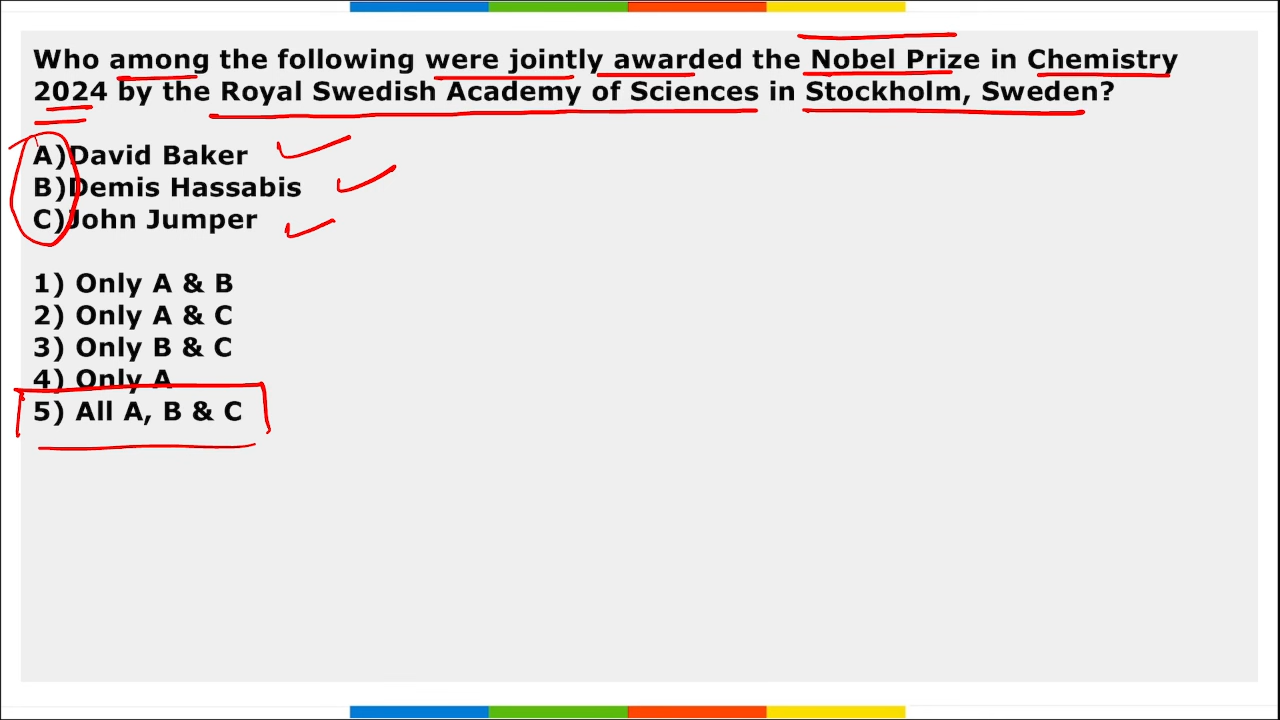 Who among the following were jointly awarded the Nobel Prize in Chemistry
2024 by the Royal Swedish Academy of Sciences in Stockholm, Sweden?
A)David Baker
B)Demis Hassabis
C)John Jumper
1) Only A & B
2) Only A & C
3) Only B & C
4) Only A
5) All A, B & C